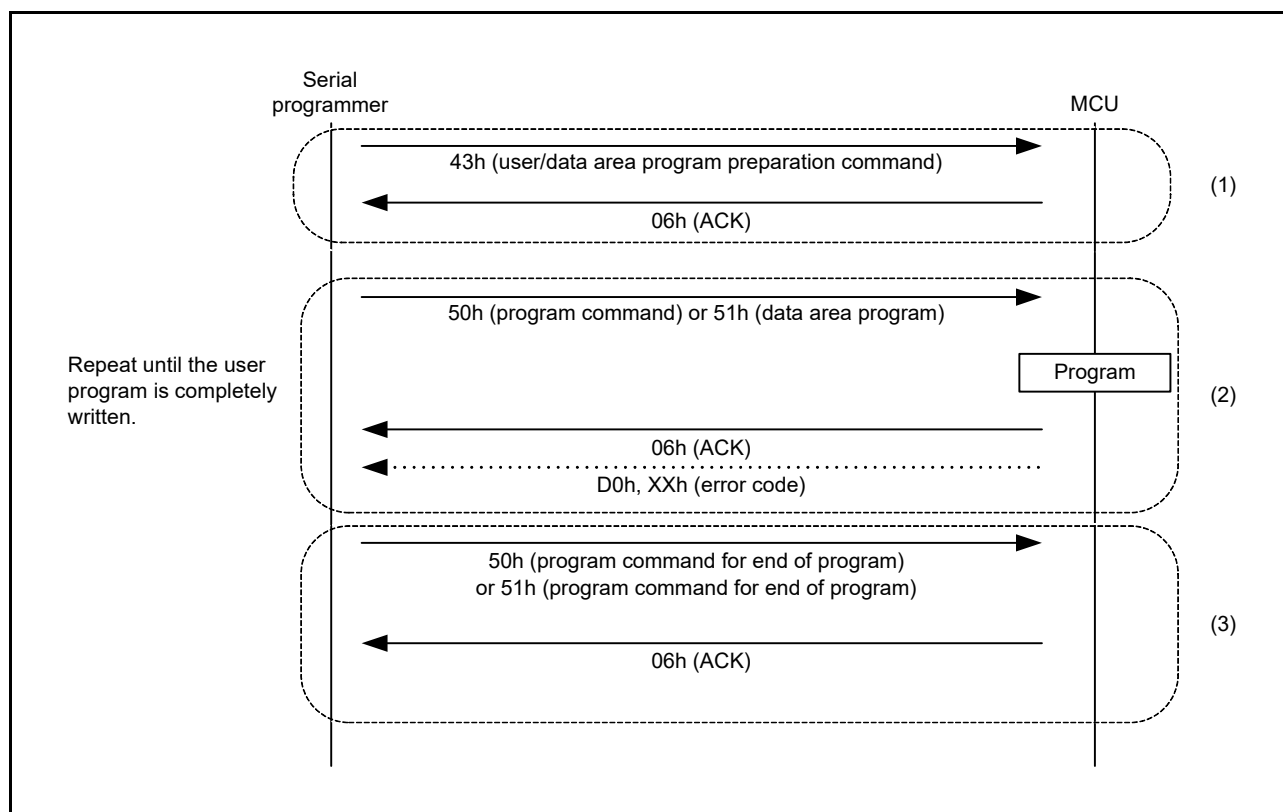 Serial
programmer
MCU
43h (user/data area program preparation command)
(1)
06h (ACK)
50h (program command) or 51h (data area program)
Repeat until the user
program is completely
written.
Program
(2)
06h (ACK)
D0h, XXh (error code)
50h (program command for end of program)
or 51h (program command for end of program)
(3)
06h (ACK)